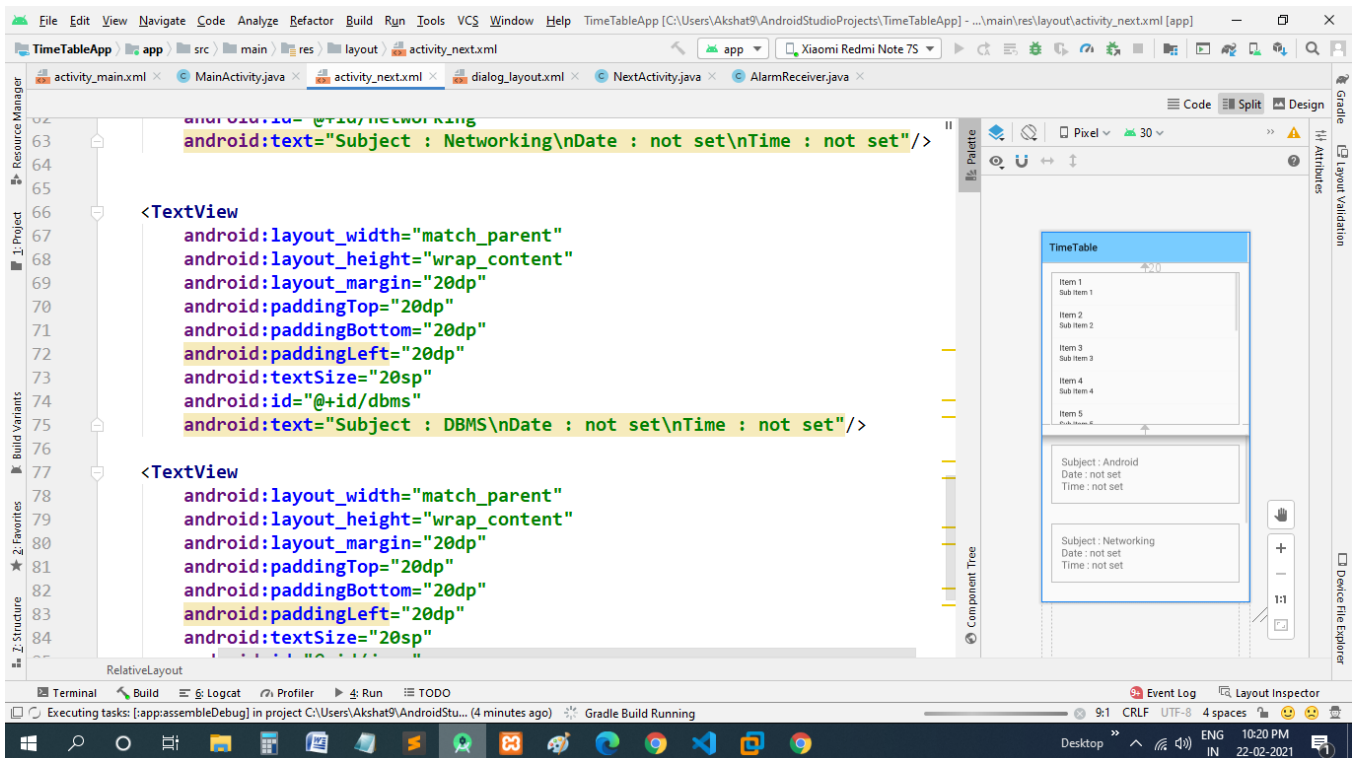 File Edit View Navigate Code Analyze Refactor Build Run Tools VCS Window Help TimeTableApp [C:\Users\Akshat9\AndroidStudioProjects\TimeTableApp] - ...\main\res\layout\activity_next.xml [app]
TimeTableApp app src main res layout activity_next.xml app Xiaomi Redmi Note 7S
activity_main.xml MainActivity.java activity_next.xml dialog_layout.xml NextActivity.java AlarmReceiver.java
Code Split Design
62 android:id="@+id/networking"
63 android:text="Subject : Networking\nDate : not set\nTime : not set"/>
64
65
66 <TextView
67 android:layout_width="match_parent"
68 android:layout_height="wrap_content"
69 android:layout_margin="20dp"
70 android:paddingTop="20dp"
71 android:paddingBottom="20dp"
72 android:paddingLeft="20dp"
73 android:textSize="20sp"
74 android:id="@+id/dbms"
75 android:text="Subject : DBMS\nDate : not set\nTime : not set"/>
76
77 <TextView
78 android:layout_width="match_parent"
79 android:layout_height="wrap_content"
80 android:layout_margin="20dp"
81 android:paddingTop="20dp"
82 android:paddingBottom="20dp"
83 android:paddingLeft="20dp"
84 android:textSize="20sp"
RelativeLayout
Resource Manager
1: Project
Build Variants
2: Favorites
7: Structure
Palette
Component Tree
Pixel 30
TimeTable
20
Item 1
Sub Item 1
Item 2
Sub Item 2
Item 3
Sub Item 3
Item 4
Sub Item 4
Item 5
Sub Item 5
Subject : Android
Date : not set
Time : not set
Subject : Networking
Date : not set
Time : not set
1:1
Attributes
Gradle
Layout Validation
Device File Explorer
Terminal Build 6: Logcat Profiler 4: Run TODO 9+ Event Log Layout Inspector
Executing tasks: [:app:assembleDebug] in project C:\Users\Akshat9\AndroidStu... (4 minutes ago) Gradle Build Running 9:1 CRLF UTF-8 4 spaces
Desktop ENG 10:20 PM
IN 22-02-2021 1